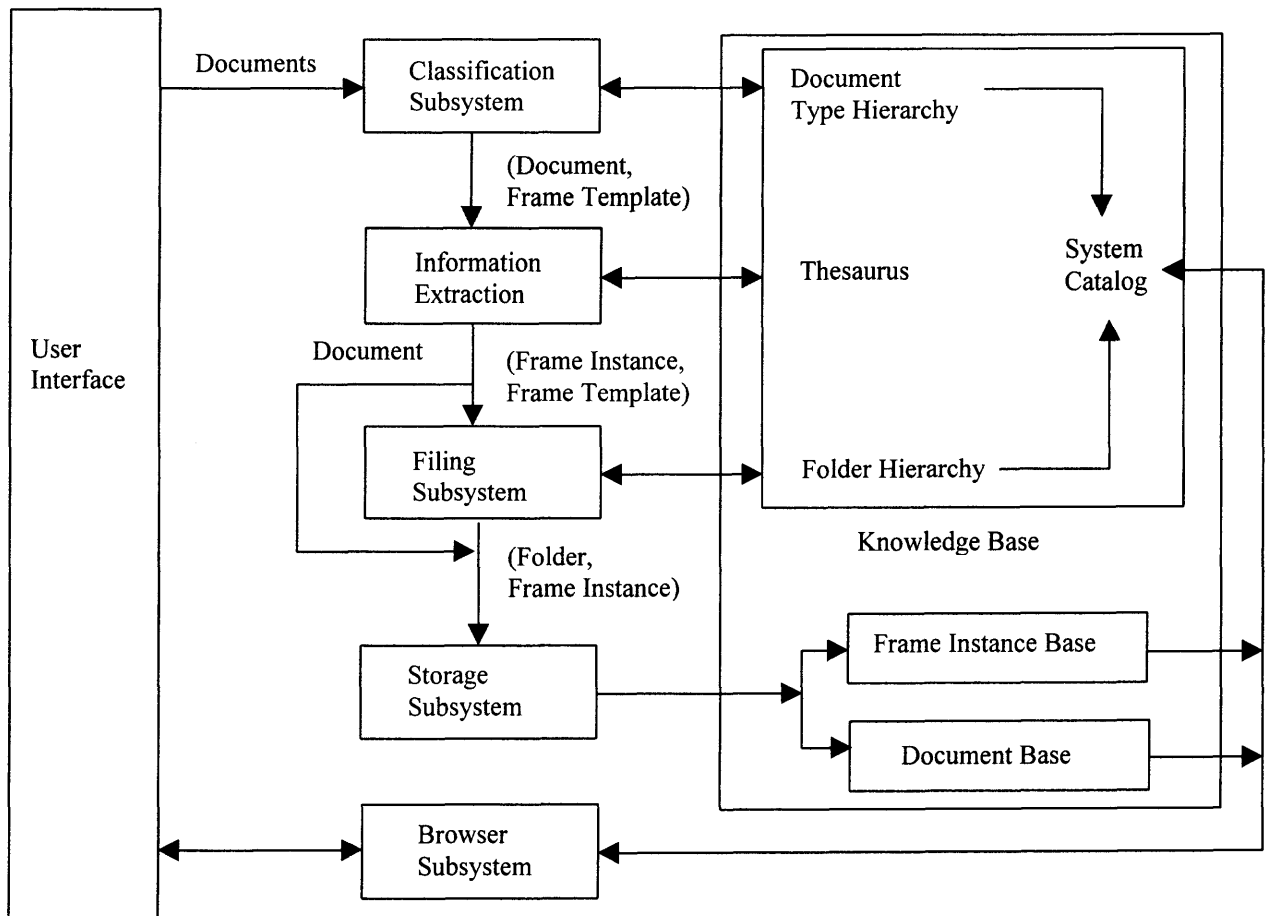 Documents
Classification
Subsystem
Document
Type Hierarchy
(Document,
Frame Template)
Information
Extraction
Thesaurus
System
Catalog
User
Interface
Document
(Frame Instance,
Frame Template)
Filing
Subsystem
Folder Hierarchy
Knowledge Base
(Folder,
Frame Instance)
Storage
Subsystem
Frame Instance Base
Document Base
Browser
Subsystem